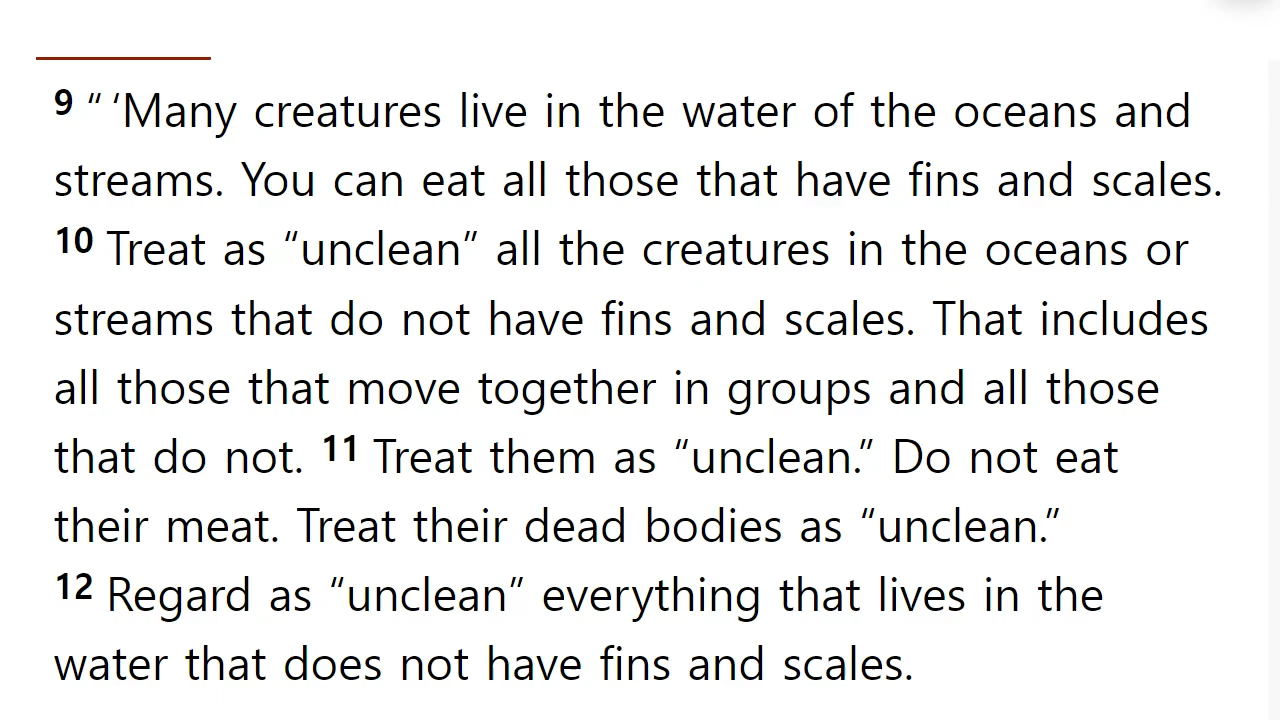 9 “ ‘Many creatures live in the water of the oceans and
streams. You can eat all those that have fins and scales.
10 Treat as “unclean” all the creatures in the oceans or
streams that do not have fins and scales. That includes
all those that move together in groups and all those
that do not. 11 Treat them as “unclean.” Do not eat
their meat. Treat their dead bodies as “unclean.”
12 Regard as “unclean” everything that lives in the
water that does not have fins and scales.